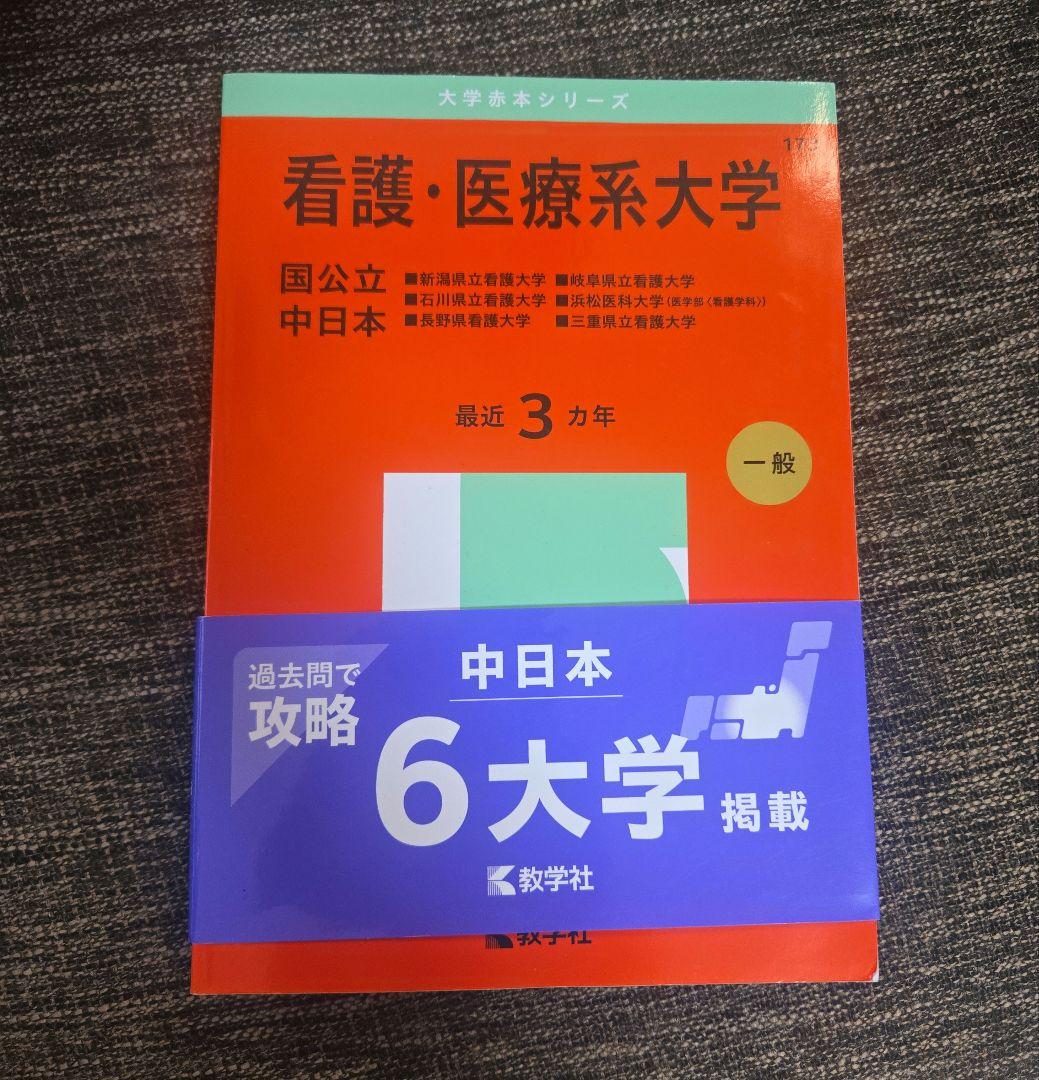 大学赤本シリーズ
看護・医療系大学
国公立
中日本
■新潟県立看護大学 ■岐阜県立看護大学
■石川県立看護大学 ■浜松医科大学(医学部〈看護学科〉)
■長野県看護大学 ■三重県立看護大学
最近3カ年
一般
過去問で
攻略
中日本
6大学掲載
教学社
教学社